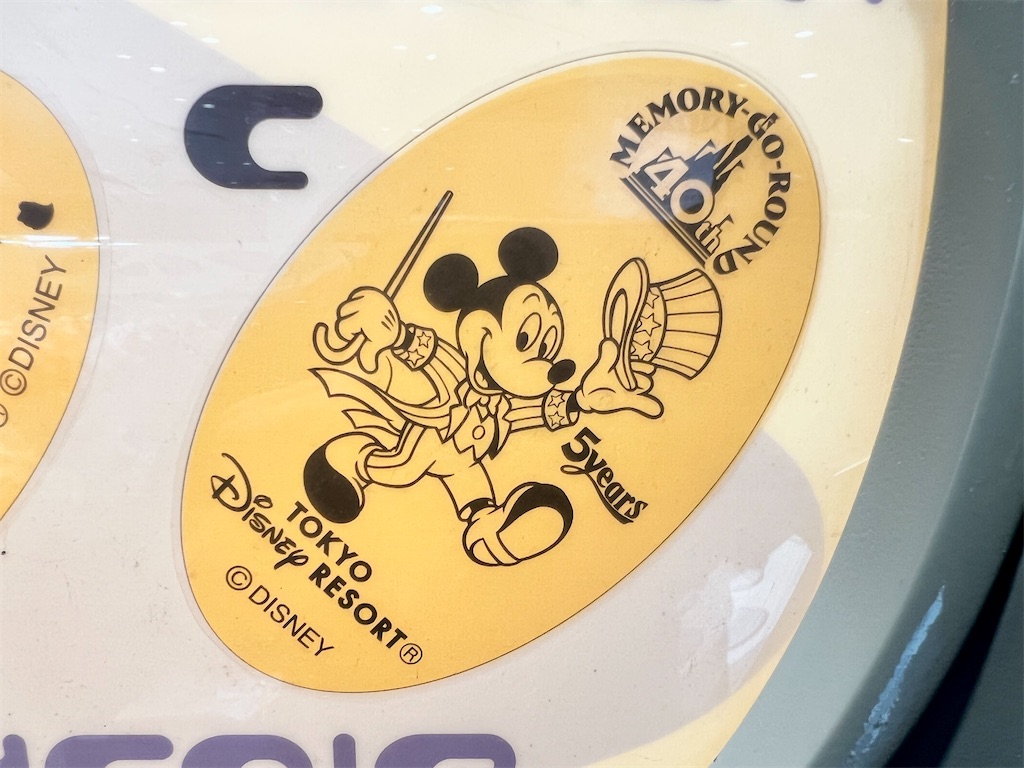 MEMORY-GO-ROUND
40th
5years
TOKYO
Disney RESORT®
©DISNEY
©DISNEY